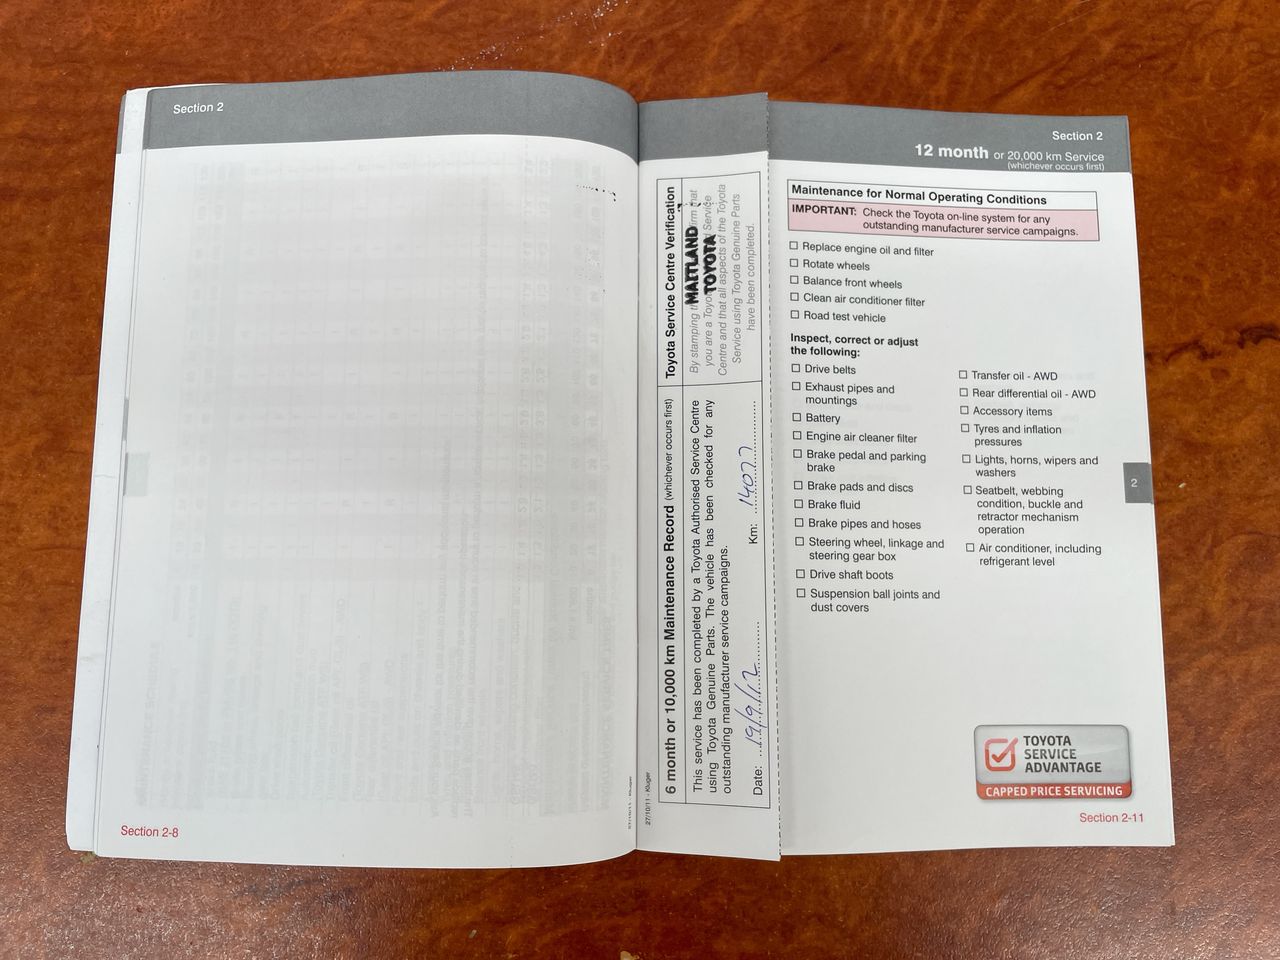 Section 2
Section 2-8
6 month or 10,000 km Maintenance Record (whichever occurs first)
This service has been completed by a Toyota Authorised Service Centre
using Toyota Genuine Parts. The vehicle has been checked for any
outstanding manufacturer service campaigns.
Date: 19/9/12 Km: 14077
Toyota Service Centre Verification
By stamping that
you are a Service
Centre and that all aspects of the Toyota
Service using Toyota Genuine Parts
have been completed.
MAITLAND
TOYOTA
27/10/11 - Kluger
Section 2
12 month or 20,000 km Service
(whichever occurs first)
Maintenance for Normal Operating Conditions
IMPORTANT: Check the Toyota on-line system for any
outstanding manufacturer service campaigns.
Replace engine oil and filter
Rotate wheels
Balance front wheels
Clean air conditioner filter
Road test vehicle
Inspect, correct or adjust
the following:
Drive belts
Exhaust pipes and
mountings
Battery
Engine air cleaner filter
Brake pedal and parking
brake
Brake pads and discs
Brake fluid
Brake pipes and hoses
Steering wheel, linkage and
steering gear box
Drive shaft boots
Suspension ball joints and
dust covers
Transfer oil - AWD
Rear differential oil - AWD
Accessory items
Tyres and inflation
pressures
Lights, horns, wipers and
washers
Seatbelt, webbing
condition, buckle and
retractor mechanism
operation
Air conditioner, including
refrigerant level
2
TOYOTA
SERVICE
ADVANTAGE
CAPPED PRICE SERVICING
Section 2-11